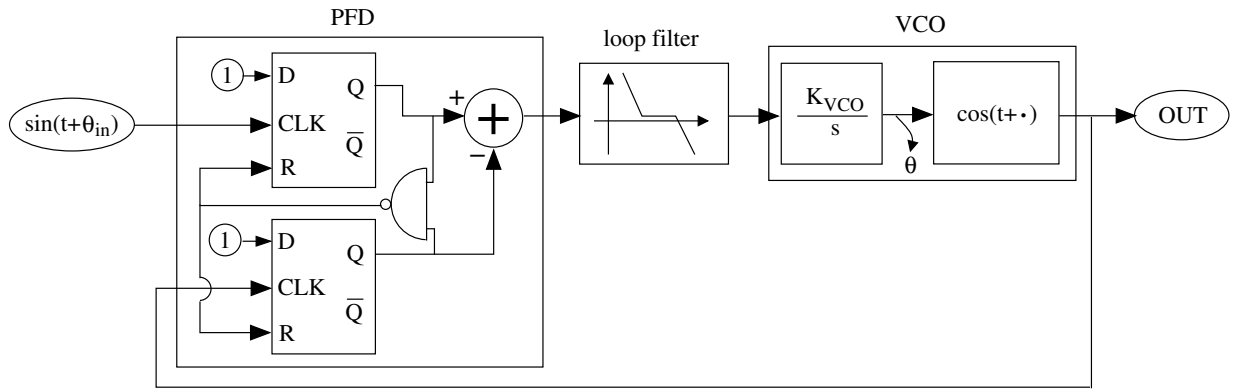 PFD
loop filter
VCO
1
D
Q
CLK
Q̅
R
+
+
−
sin(t+θin)
KVCO
s
θ
cos(t+·)
OUT
1
D
Q
CLK
Q̅
R